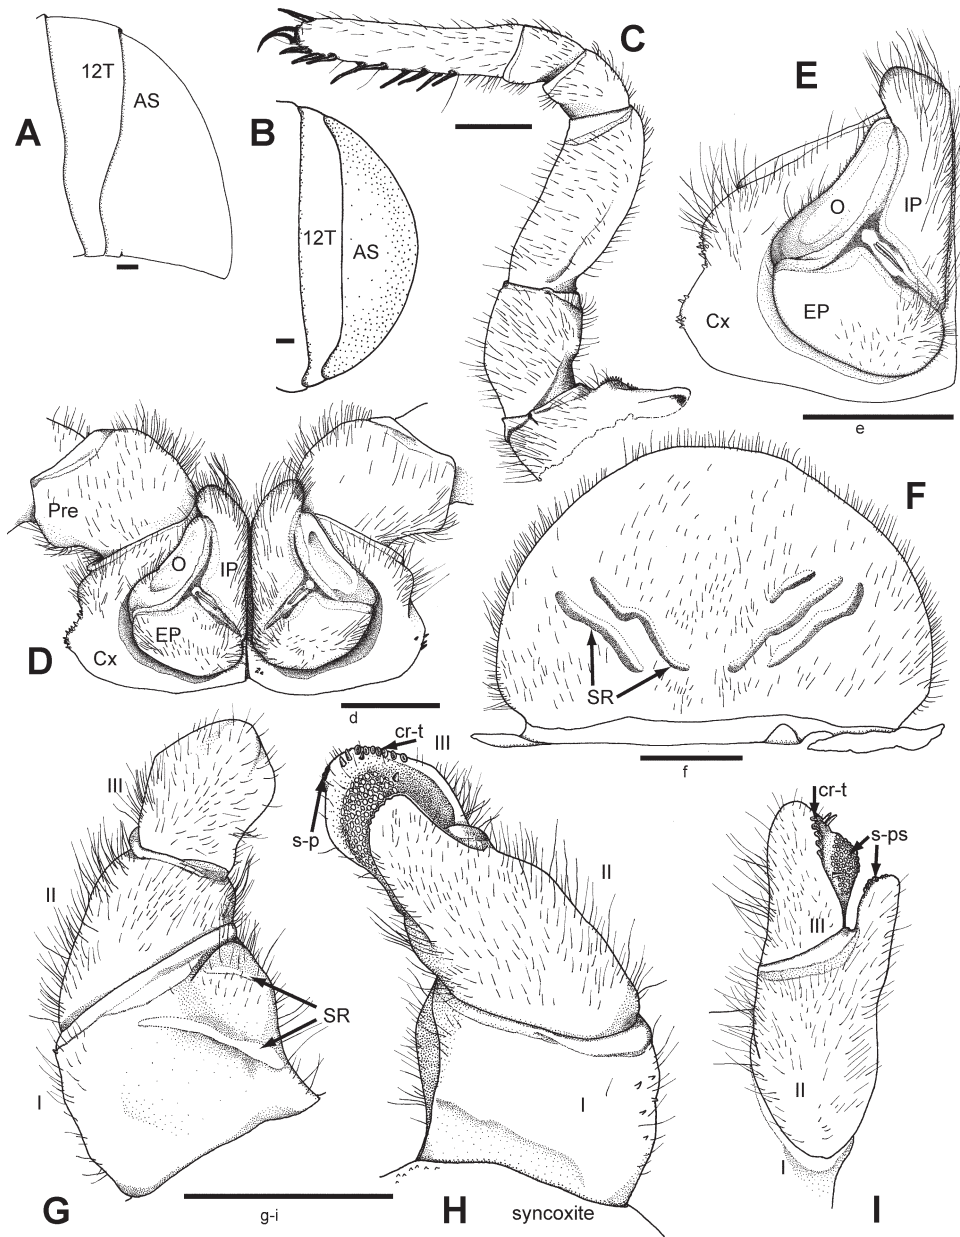 A
12T
AS
B
12T
AS
C
E
O
IP
Cx
EP
e
D
Pre
O
IP
EP
Cx
d
F
SR
f
G
III
II
SR
I
g-i
H
cr-t
III
s-p
II
I
syncoxite
I
cr-t
s-ps
III
II
I